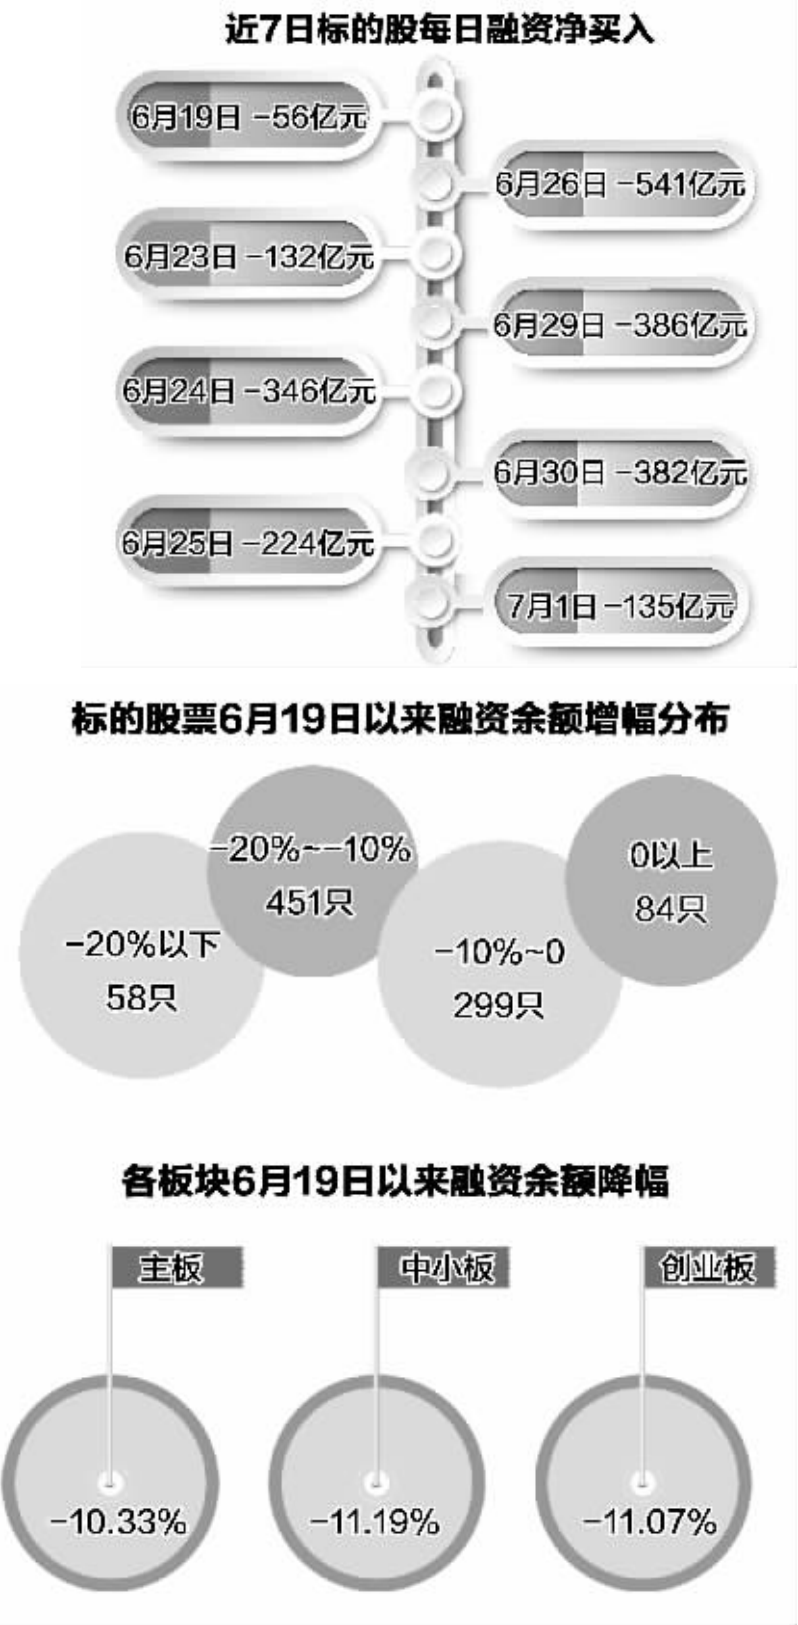 近7日标的股每日融资净买入
6月19日 -56亿元
6月26日 -541亿元
6月23日 -132亿元
6月29日 -386亿元
6月24日 -346亿元
6月30日 -382亿元
6月25日 -224亿元
7月1日 -135亿元
标的股票6月19日以来融资余额增幅分布
-20%以下
58只
-20%~-10%
451只
-10%~0
299只
0以上
84只
各板块6月19日以来融资余额降幅
主板
中小板
创业板
-10.33%
-11.19%
-11.07%